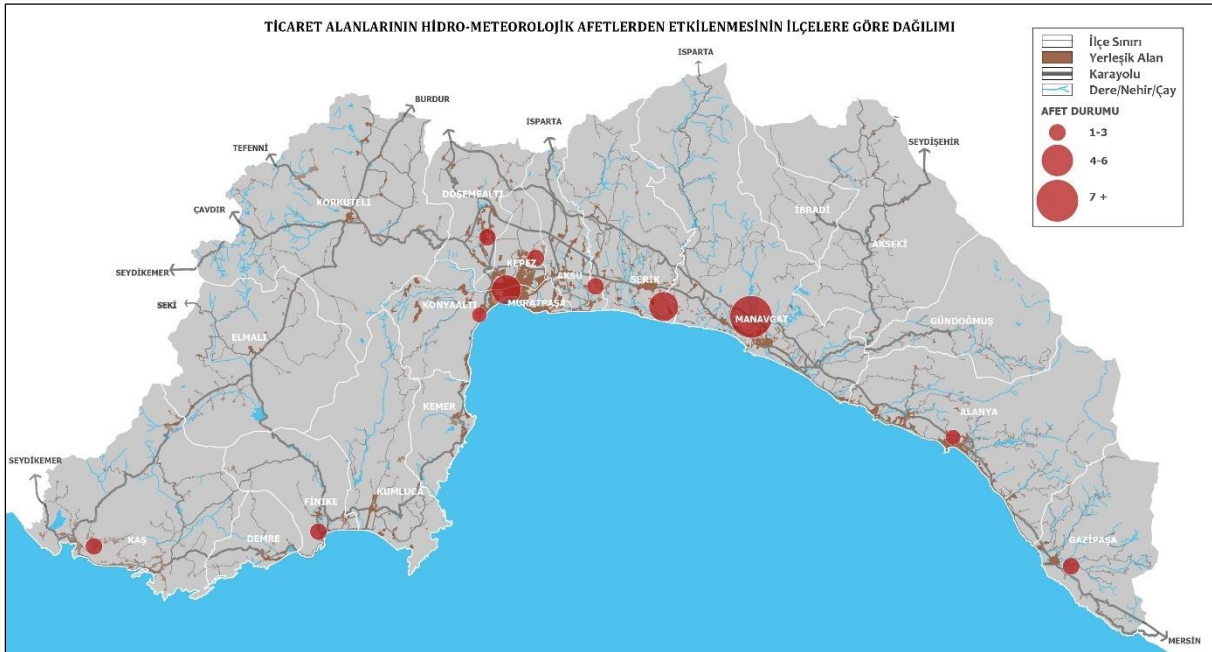 TİCARET ALANLARININ HİDRO-METEOROLOJİK AFETLERDEN ETKİLENMESİNİN İLÇELERE GÖRE DAĞILIMI
İlçe Sınırı
Yerleşik Alan
Karayolu
Dere/Nehir/Çay
AFET DURUMU
1-3
4-6
7 +
ISPARTA
BURDUR
ISPARTA
TEFENNİ
SEYDİŞEHİR
DÖŞEMEALTI
KORKUTELİ
İBRADI
ÇAVDIR
AKSEKİ
KEPEZ
SEYDİKEMER
AKSU
SERİK
SEKİ
KONYAALTI
MURATPAŞA
MANAVGAT
GÜNDOĞMUŞ
ELMALI
KEMER
ALANYA
SEYDİKEMER
KUMLUCA
FİNİKE
KAŞ
DEMRE
GAZİPAŞA
MERSİN